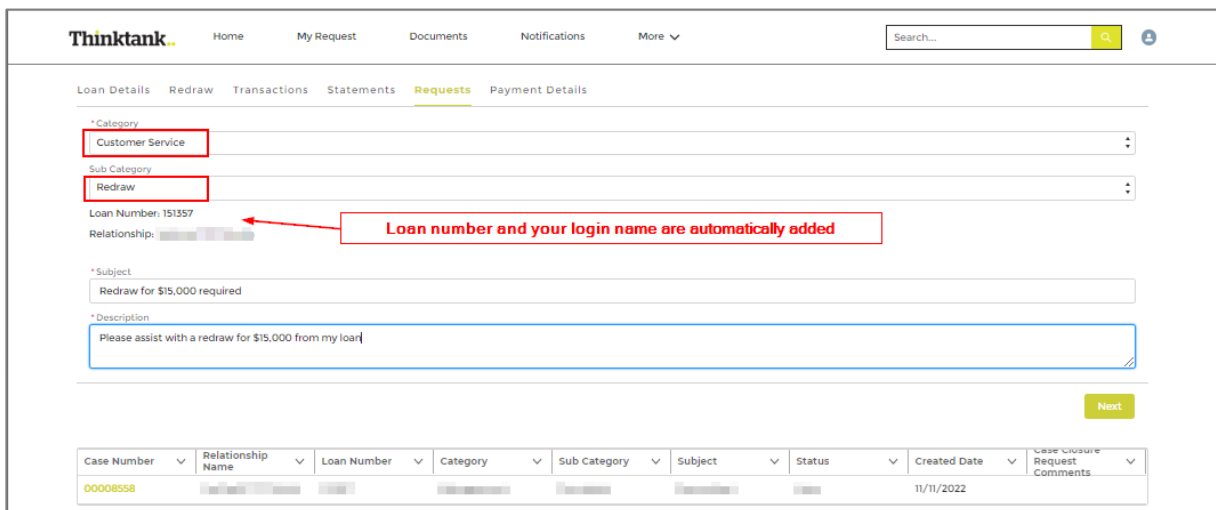 Thinktank.. Home My Request Documents Notifications More Search...
Loan Details Redraw Transactions Statements Requests Payment Details
*Category
Customer Service
Sub Category
Redraw
Loan Number: 151357
Relationship:
Loan number and your login name are automatically added
*Subject
Redraw for $15,000 required
*Description
Please assist with a redraw for $15,000 from my loan
Next
Case Number Relationship Name Loan Number Category Sub Category Subject Status Created Date Case Closure Request Comments
00008558 11/11/2022